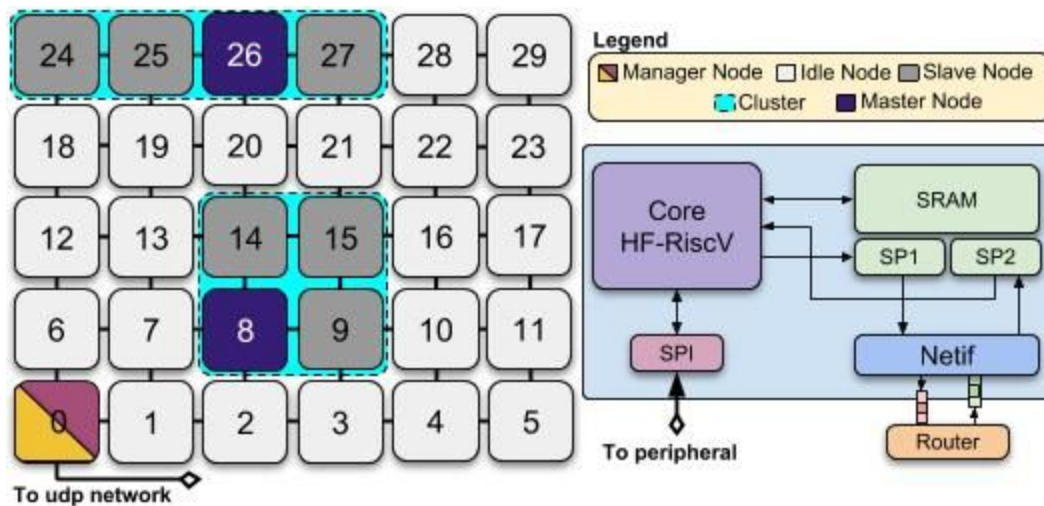 24 25 26 27 28 29
18 19 20 21 22 23
12 13 14 15 16 17
6 7 8 9 10 11
0 1 2 3 4 5
To udp network
Legend
Manager Node Idle Node Slave Node
Cluster Master Node
Core
HF-RiscV
SRAM
SP1 SP2
SPI
Netif
To peripheral
Router